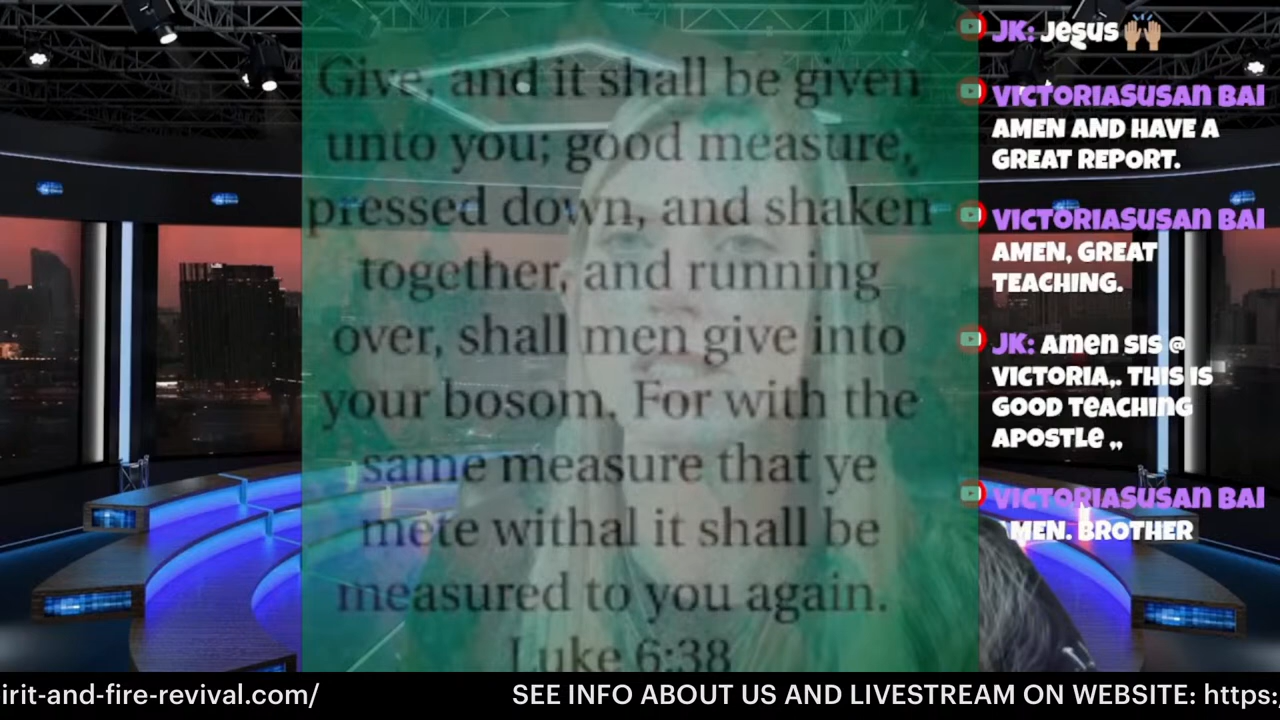 Give, and it shall be given
unto you; good measure,
pressed down, and shaken
together, and running
over, shall men give into
your bosom. For with the
same measure that ye
mete withal it shall be
measured to you again.
Luke 6:38
JK: Jesus 🙌🏽
VICTORIASUSAN BAI
AMEN AND HAVE A
GREAT REPORT.
VICTORIASUSAN BAI
AMEN, GREAT
TEACHING.
JK: Amen sis @
VICTORIA,. THIS IS
GOOD TEACHING
APOSTLE ,,
VICTORIASUSAN BAI
MEN. BROTHER
irit-and-fire-revival.com/ SEE INFO ABOUT US AND LIVESTREAM ON WEBSITE: https: